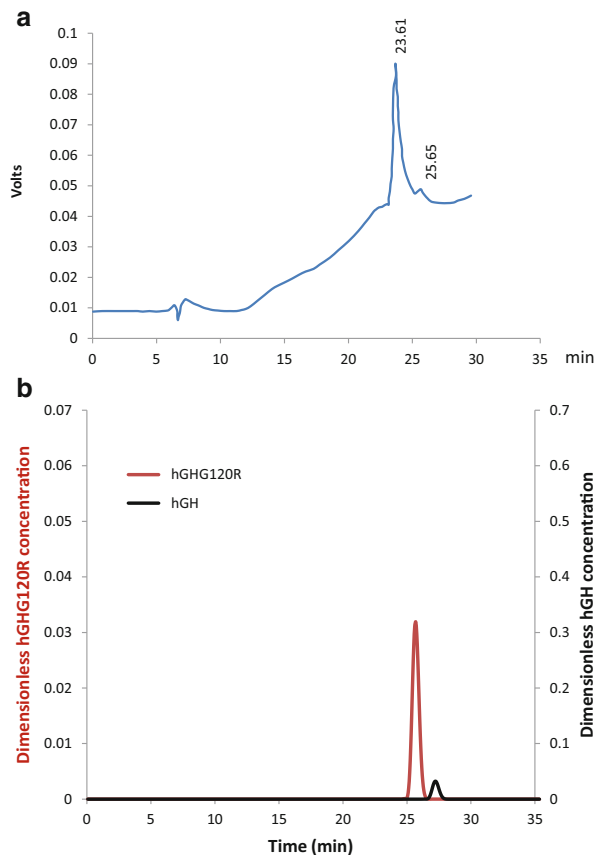 a
0.1
0.09
0.08
0.07
0.06
0.05
0.04
0.03
0.02
0.01
0
Volts
23.61
25.65
0 5 10 15 20 25 30 35 min
b
0.07
0.06
0.05
0.04
0.03
0.02
0.01
0
Dimensionless hGHG120R concentration
hGHG120R
hGH
0.7
0.6
0.5
0.4
0.3
0.2
0.1
0
Dimensionless hGH concentration
0 5 10 15 20 25 30 35
Time (min)